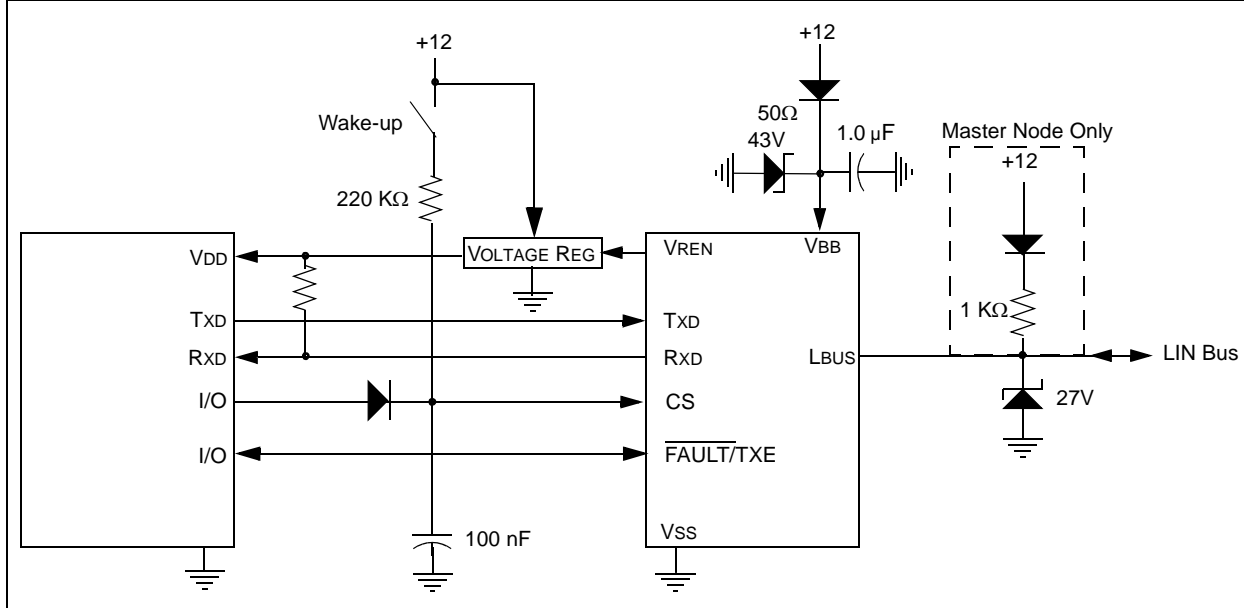 +12
+12
Wake-up
50Ω
43V
1.0 µF
Master Node Only
+12
220 KΩ
VDD
VOLTAGE REG
VREN
VBB
TXD
TXD
1 KΩ
RXD
RXD
LBUS
LIN Bus
I/O
CS
27V
I/O
FAULT/TXE
100 nF
VSS